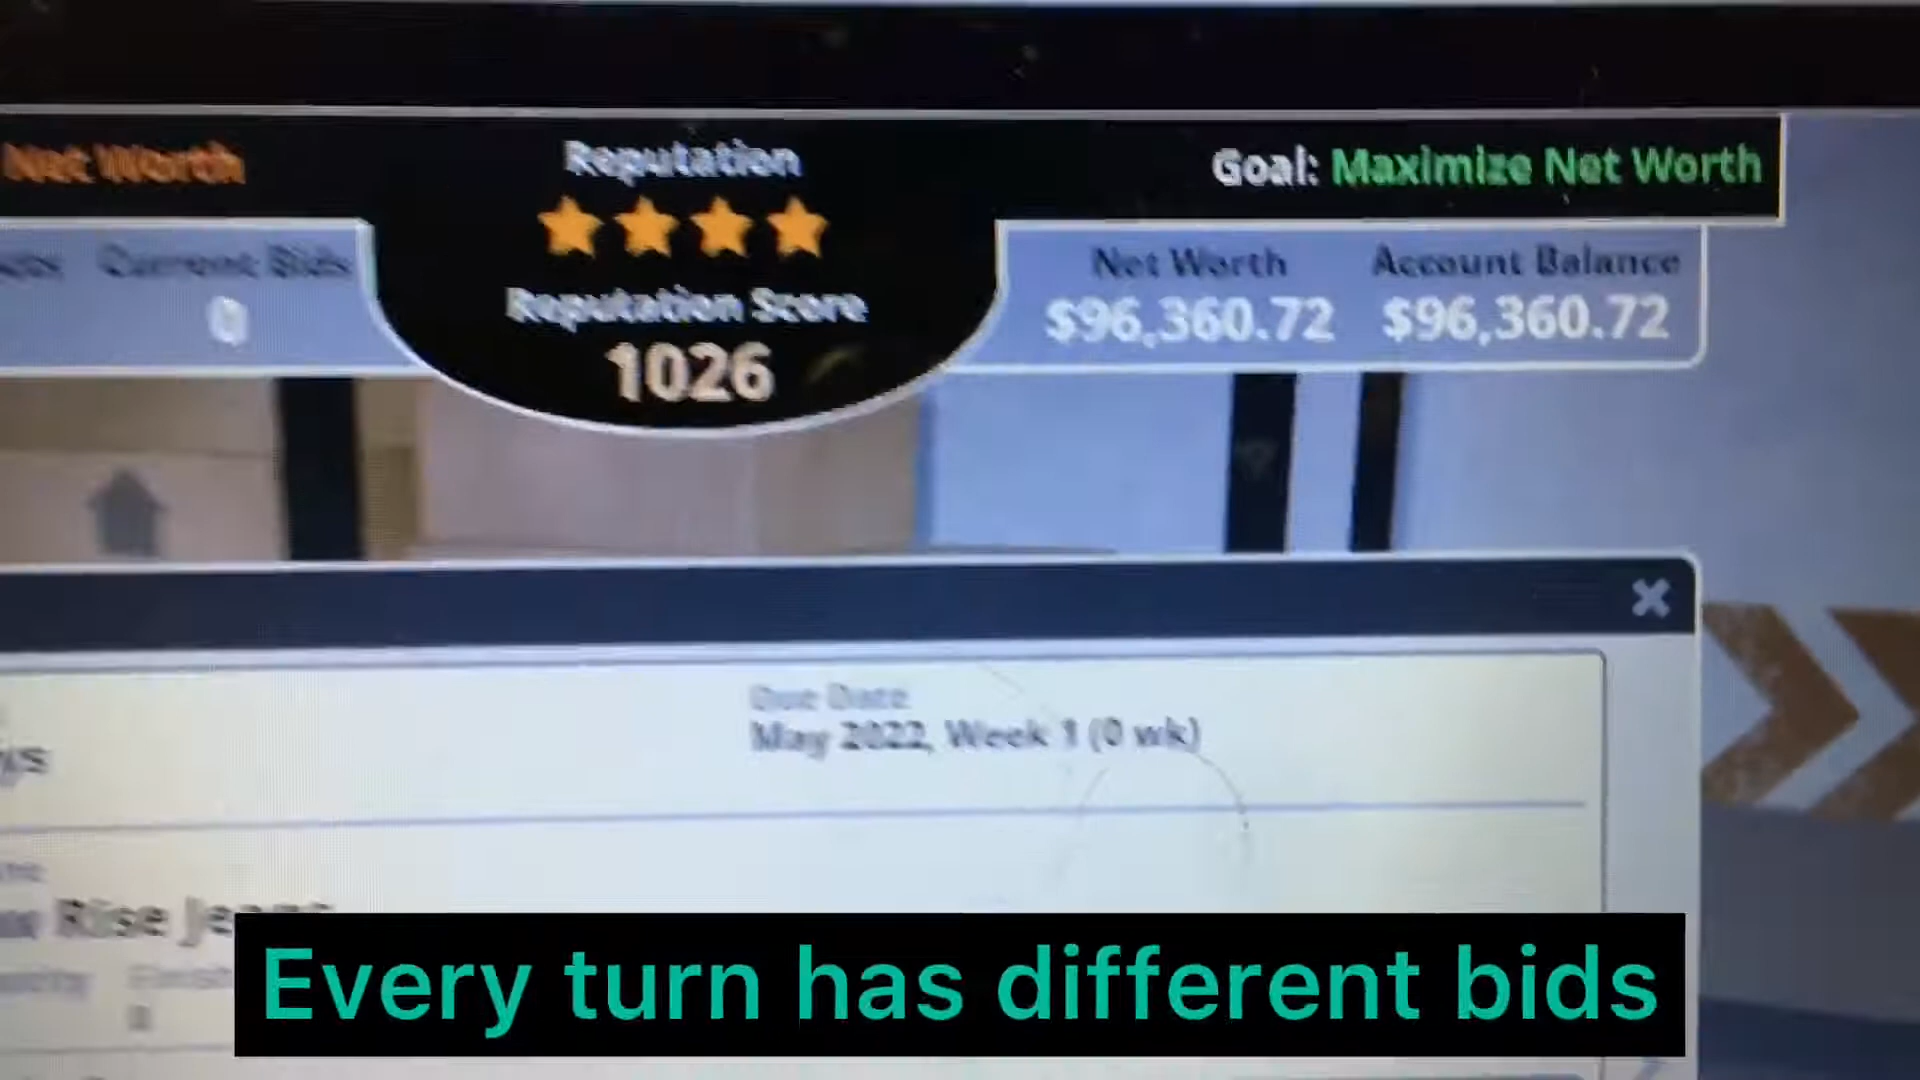 Net Worth
Reputation
Goal: Maximize Net Worth
Current Bids
0
Reputation Score
1026
Net Worth
$96,360.72
Account Balance
$96,360.72
Due Date
May 2022, Week 1 (0 wk)
Rise
Every turn has different bids